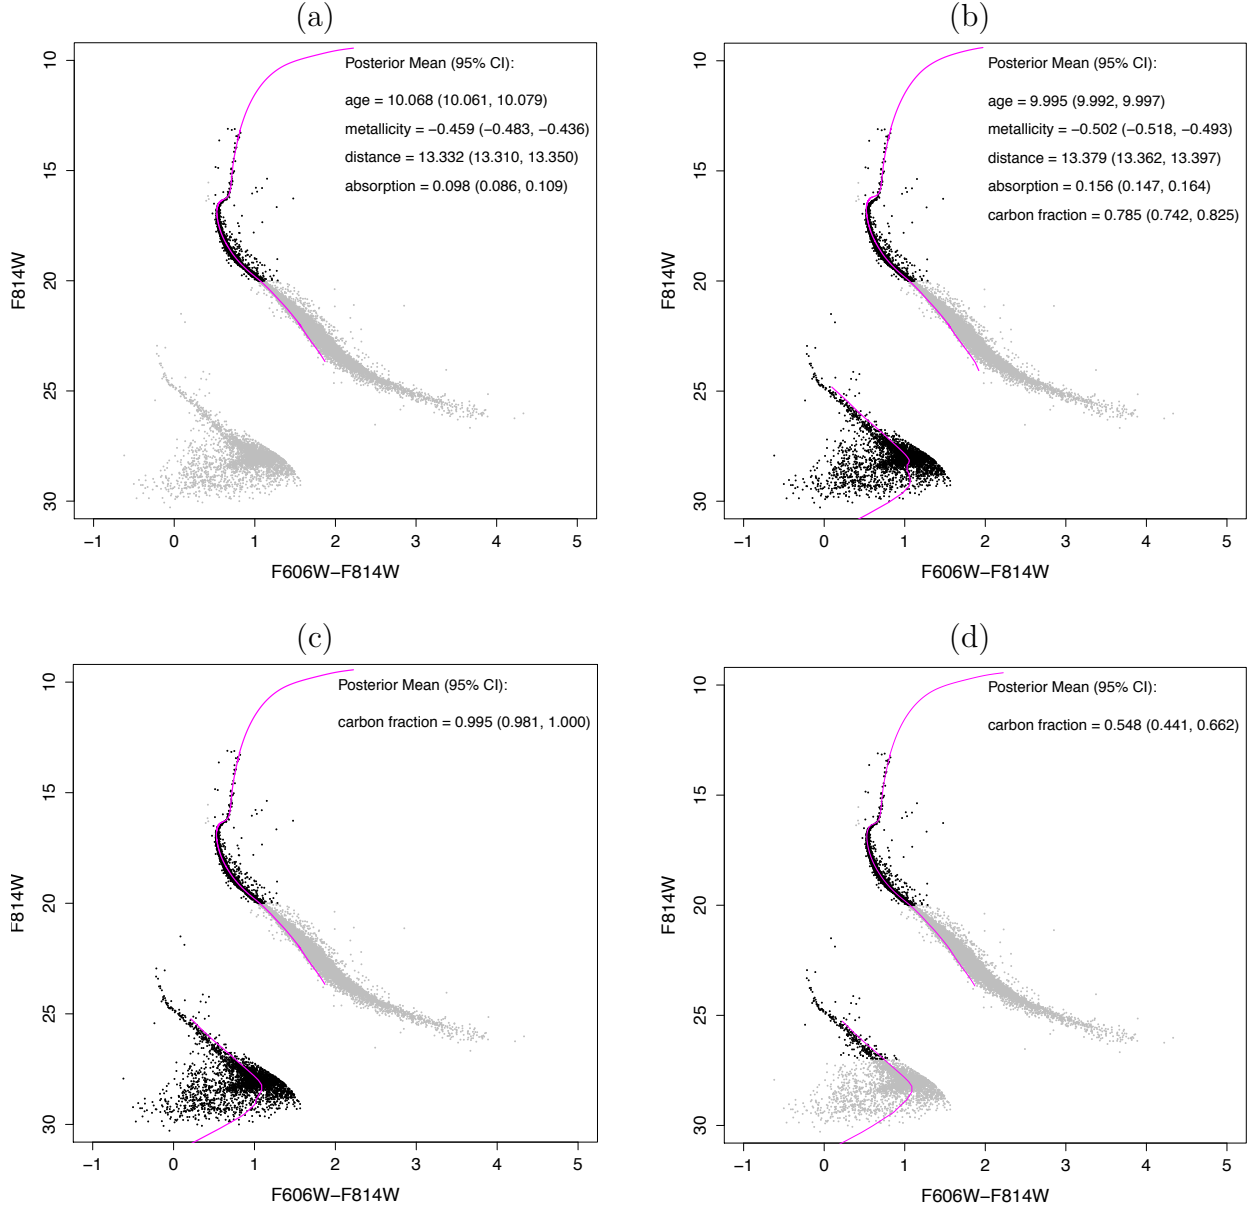 (a)
Posterior Mean (95% CI):
age = 10.068 (10.061, 10.079)
metallicity = −0.459 (−0.483, −0.436)
distance = 13.332 (13.310, 13.350)
absorption = 0.098 (0.086, 0.109)
10
15
20
25
30
F814W
−1 0 1 2 3 4 5
F606W−F814W
(b)
Posterior Mean (95% CI):
age = 9.995 (9.992, 9.997)
metallicity = −0.502 (−0.518, −0.493)
distance = 13.379 (13.362, 13.397)
absorption = 0.156 (0.147, 0.164)
carbon fraction = 0.785 (0.742, 0.825)
10
15
20
25
30
F814W
−1 0 1 2 3 4 5
F606W−F814W
(c)
Posterior Mean (95% CI):
carbon fraction = 0.995 (0.981, 1.000)
10
15
20
25
30
F814W
−1 0 1 2 3 4 5
F606W−F814W
(d)
Posterior Mean (95% CI):
carbon fraction = 0.548 (0.441, 0.662)
10
15
20
25
30
F814W
−1 0 1 2 3 4 5
F606W−F814W